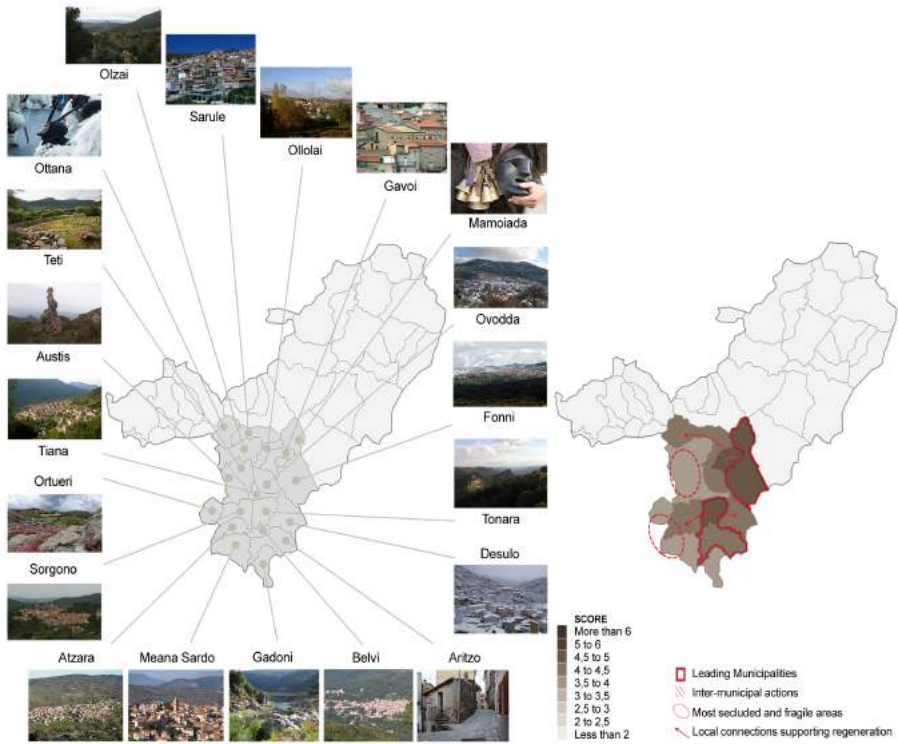 Olzai
Sarule
Ollolai
Gavoi
Mamoiada
Ottana
Teti
Austis
Tiana
Ortueri
Sorgono
Ovodda
Fonni
Tonara
Desulo
Atzara
Meana Sardo
Gadoni
Belvì
Aritzo
SCORE
More than 6
5 to 6
4,5 to 5
4 to 4,5
3,5 to 4
3 to 3,5
2,5 to 3
2 to 2,5
Less than 2
Leading Municipalities
Inter-municipal actions
Most secluded and fragile areas
Local connections supporting regeneration